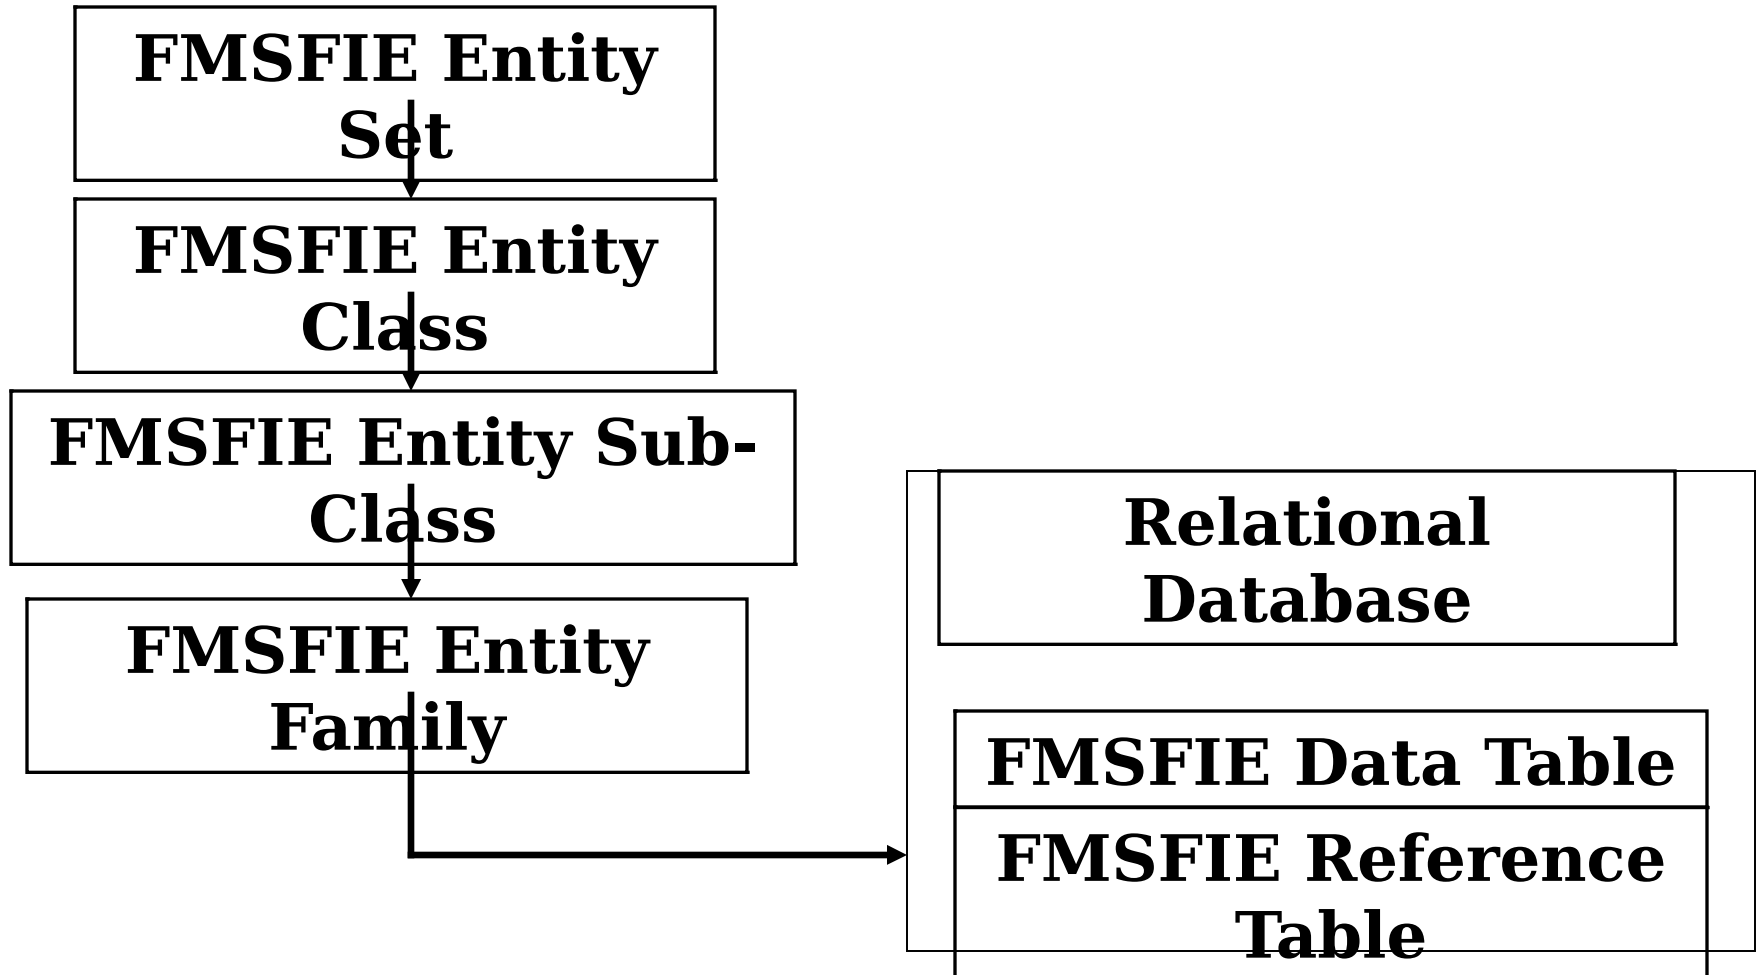 FMSFIE Entity
Set
FMSFIE Entity
Class
FMSFIE Entity Sub-
Class
FMSFIE Entity
Family
Relational
Database
FMSFIE Data Table
FMSFIE Reference
Table